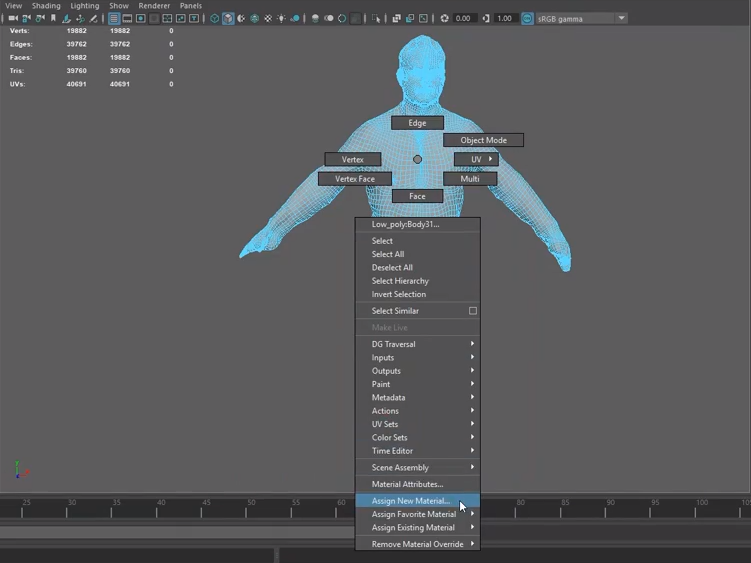 View Shading Lighting Show Renderer Panels
0.00 1.00 sRGB gamma
Verts: 19882 19882 0
Edges: 39762 39762 0
Faces: 19882 19882 0
Tris: 39760 39760 0
UVs: 40691 40691 0
Edge
Object Mode
Vertex UV
Vertex Face Multi
Face
Low_poly:Body31...
Select
Select All
Deselect All
Select Hierarchy
Invert Selection
Select Similar
Make Live
DG Traversal
Inputs
Outputs
Paint
Metadata
Actions
UV Sets
Color Sets
Time Editor
Scene Assembly
Material Attributes...
Assign New Material...
Assign Favorite Material
Assign Existing Material
Remove Material Override
25 30 35 40 45 50 55 60 80 85 90 95 100 105